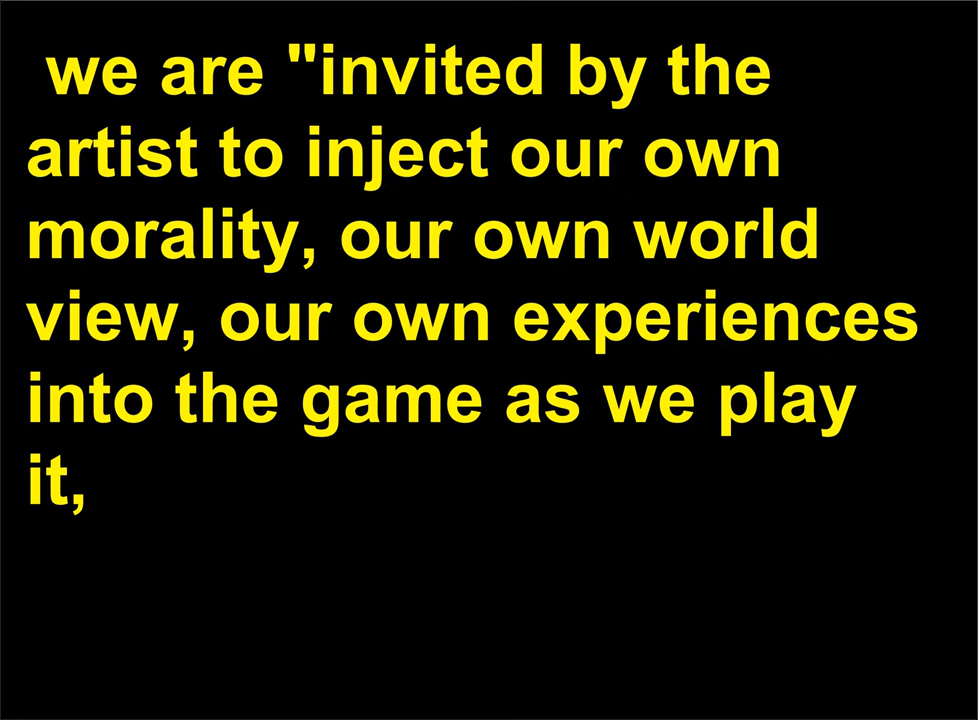 we are "invited by the
artist to inject our own
morality, our own world
view, our own experiences
into the game as we play
it,